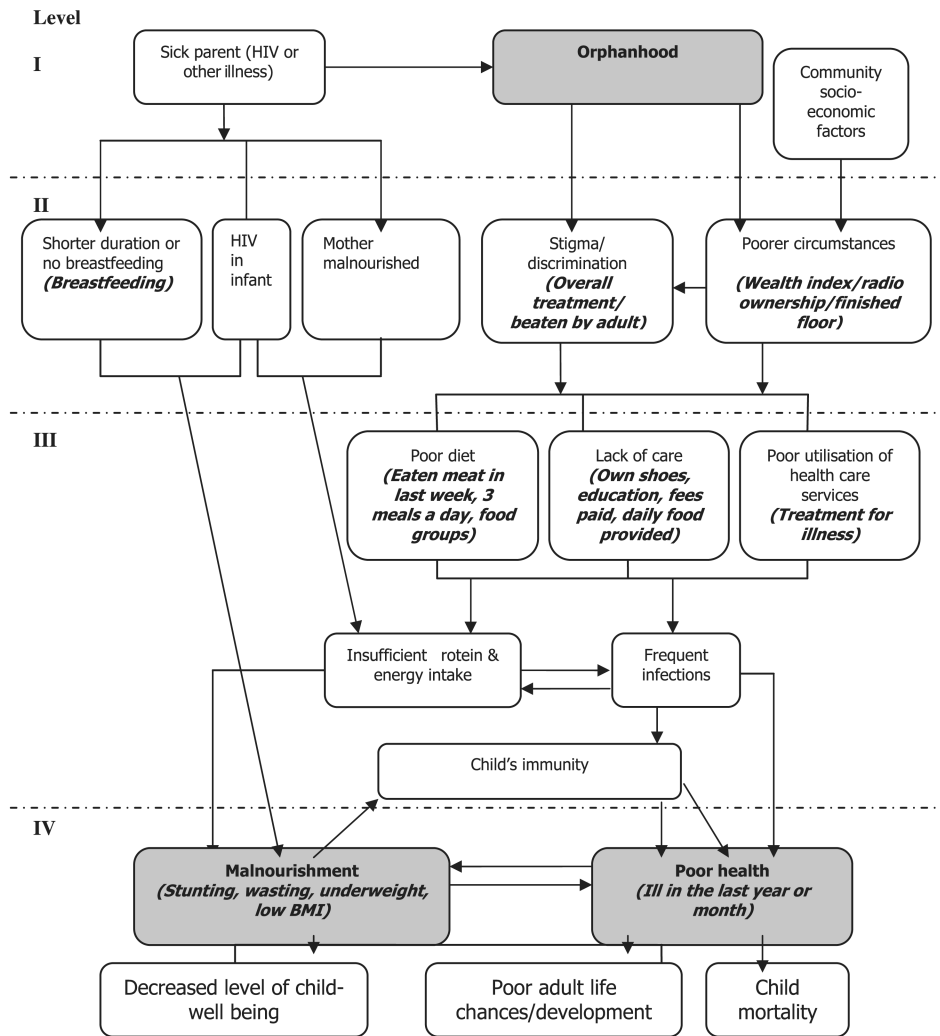 Level
I
Sick parent (HIV or
other illness)
Orphanhood
Community
socio-
economic
factors
II
Shorter duration or
no breastfeeding
(Breastfeeding)
HIV
in
infant
Mother
malnourished
Stigma/
discrimination
(Overall
treatment/
beaten by adult)
Poorer circumstances
(Wealth index/radio
ownership/finished
floor)
III
Poor diet
(Eaten meat in
last week, 3
meals a day, food
groups)
Lack of care
(Own shoes,
education, fees
paid, daily food
provided)
Poor utilisation of
health care
services
(Treatment for
illness)
Insufficient rotein &
energy intake
Frequent
infections
Child's immunity
IV
Malnourishment
(Stunting, wasting, underweight,
low BMI)
Poor health
(Ill in the last year or
month)
Decreased level of child-
well being
Poor adult life
chances/development
Child
mortality